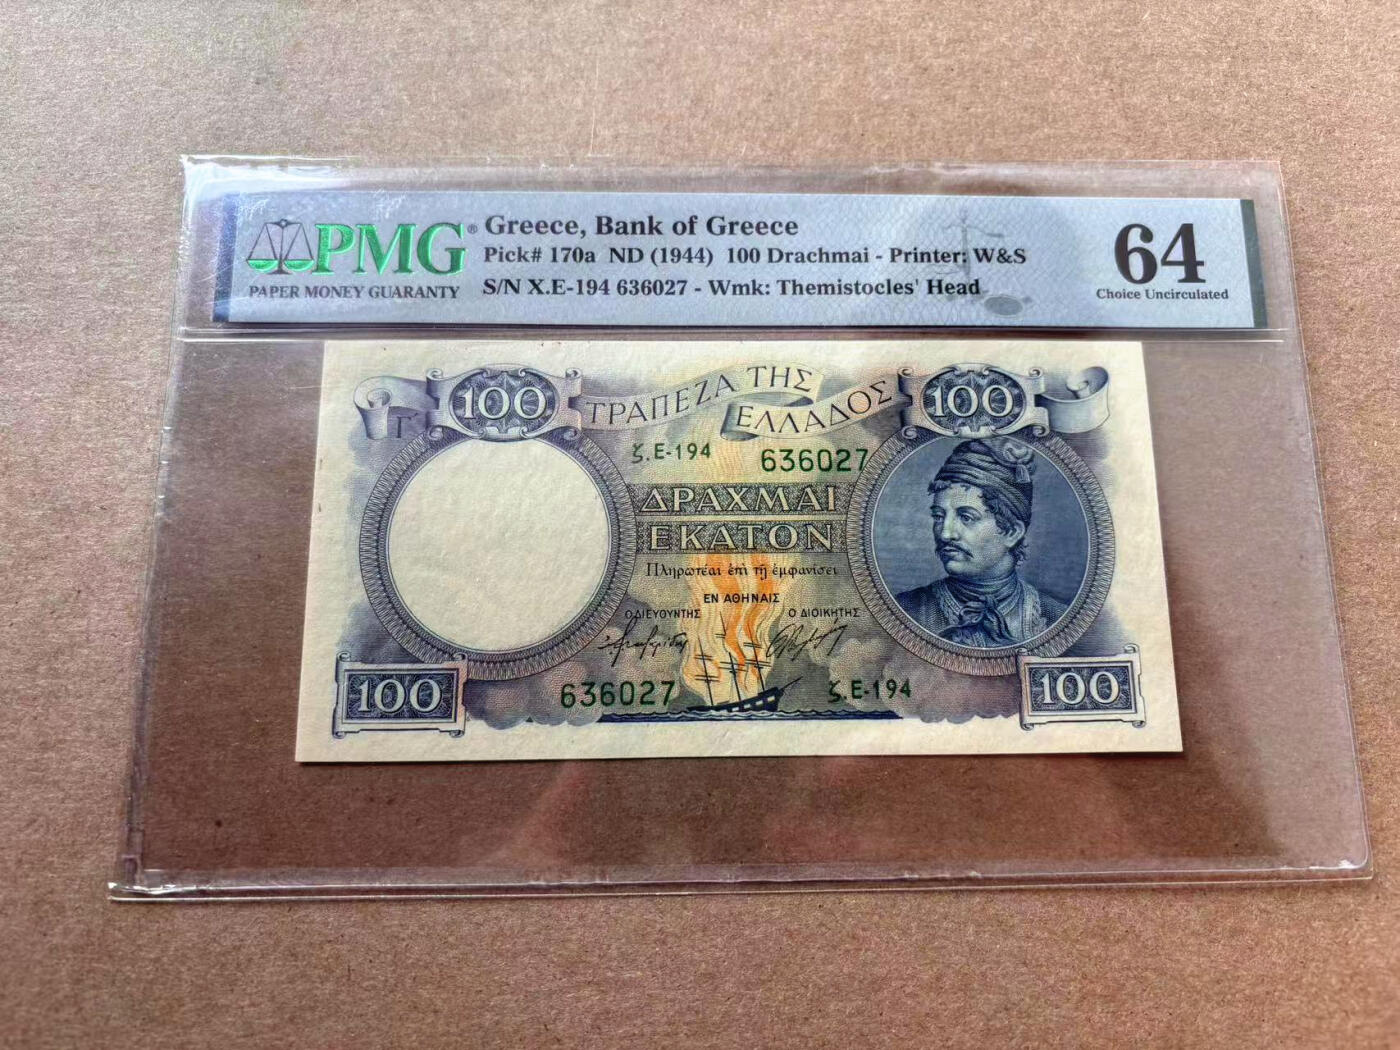 PMG®
PAPER MONEY GUARANTY
Greece, Bank of Greece
Pick# 170a ND (1944) 100 Drachmai - Printer: W&S
S/N X.E-194 636027 - Wmk: Themistocles' Head
64
Choice Uncirculated
100
ΤΡΑΠΕΖΑ ΤΗΣ
ΕΛΛΑΔΟΣ
100
Γ'
ζ.Ε-194
636027
ΔΡΑΧΜΑΙ
ΕΚΑΤΟΝ
Πληρωτέαι ἐπὶ τῇ ἐμφανίσει
ΕΝ ΑΘΗΝΑΙΣ
Ο ΔΙΕΥΘΥΝΤΗΣ
Ο ΔΙΟΙΚΗΤΗΣ
100
636027
ζ.Ε-194
100